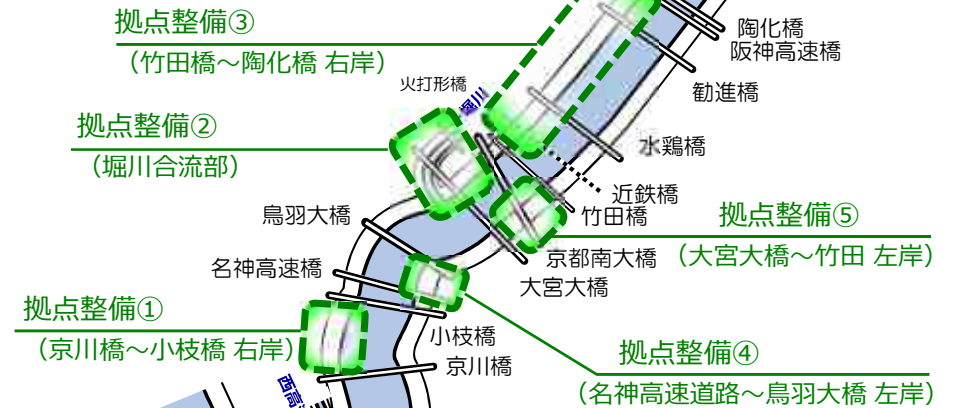 拠点整備③
（竹田橋～陶化橋 右岸）
陶化橋
阪神高速橋
勧進橋
火打形橋
堀川
拠点整備②
（堀川合流部）
水鶏橋
近鉄橋
竹田橋
拠点整備⑤
（大宮大橋～竹田 左岸）
鳥羽大橋
京都南大橋
大宮大橋
名神高速橋
拠点整備①
（京川橋～小枝橋 右岸）
小枝橋
京川橋
拠点整備④
（名神高速道路～鳥羽大橋 左岸）
西高